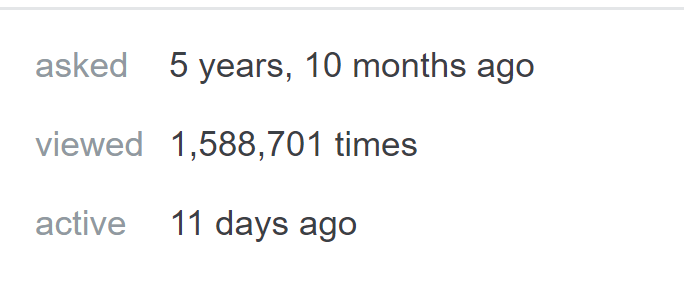 asked 5 years, 10 months ago
viewed 1,588,701 times
active 11 days ago